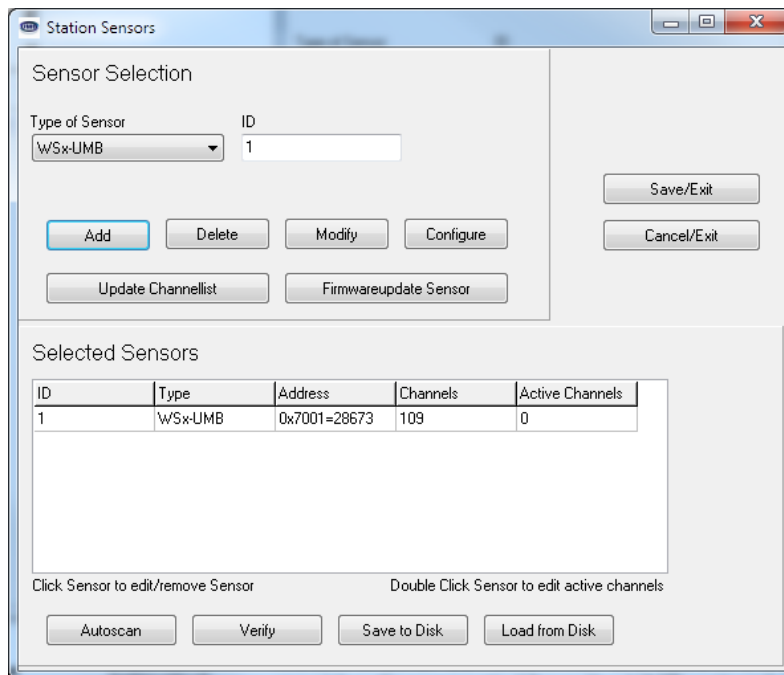 Station Sensors
Sensor Selection
Type of Sensor ID
WSx-UMB 1
Save/Exit
Add Delete Modify Configure Cancel/Exit
Update Channellist Firmwareupdate Sensor
Selected Sensors
ID Type Address Channels Active Channels
1 WSx-UMB 0x7001=28673 109 0
Click Sensor to edit/remove Sensor Double Click Sensor to edit active channels
Autoscan Verify Save to Disk Load from Disk